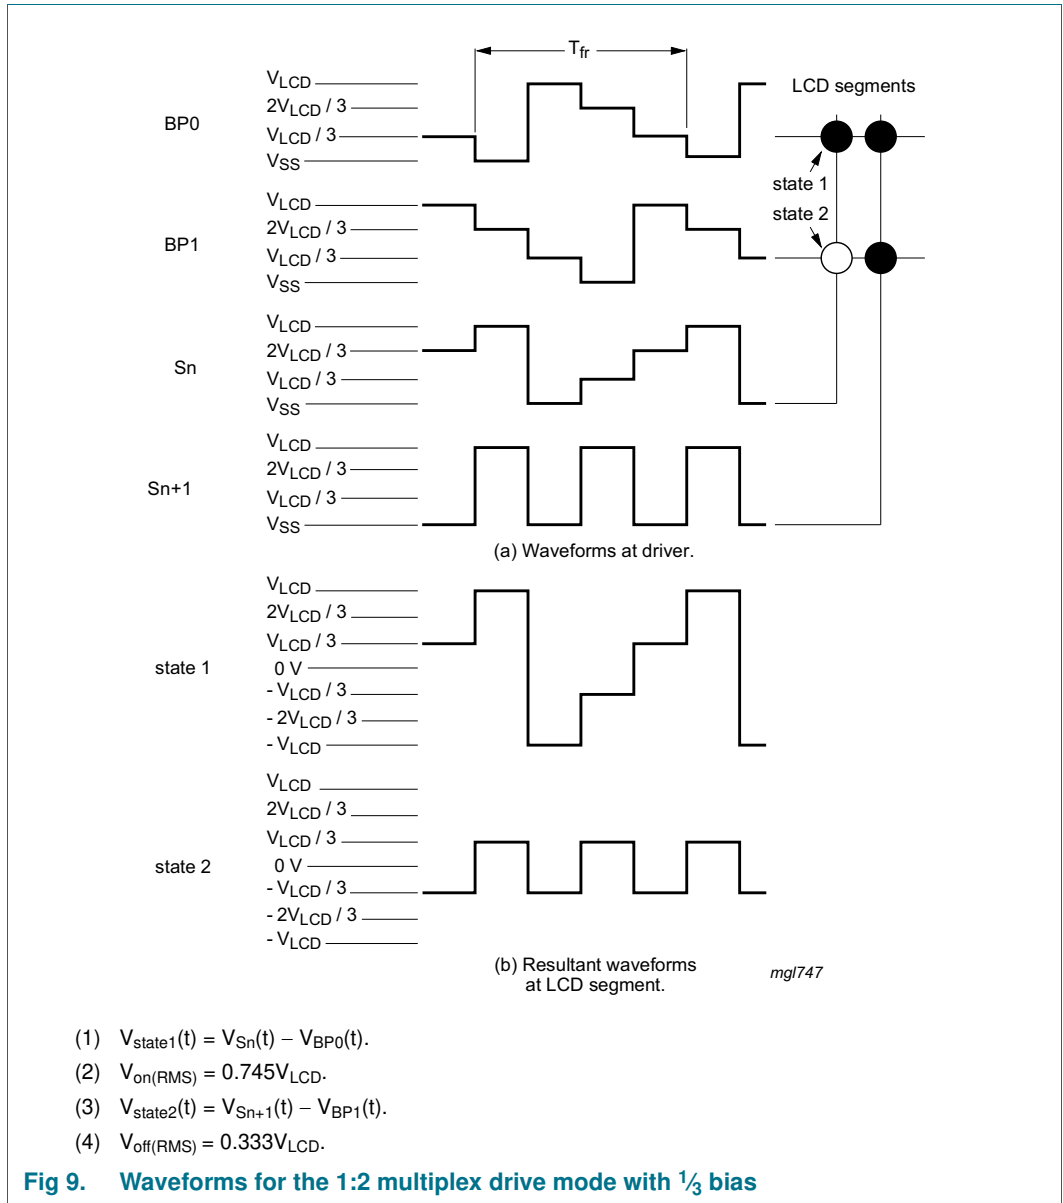 Tfr
VLCD
2VLCD / 3
VLCD / 3
VSS
BP0
LCD segments
state 1
state 2
VLCD
2VLCD / 3
VLCD / 3
VSS
BP1
VLCD
2VLCD / 3
VLCD / 3
VSS
Sn
VLCD
2VLCD / 3
VLCD / 3
VSS
Sn+1
(a) Waveforms at driver.
VLCD
2VLCD / 3
VLCD / 3
0 V
- VLCD / 3
- 2VLCD / 3
- VLCD
state 1
VLCD
2VLCD / 3
VLCD / 3
0 V
- VLCD / 3
- 2VLCD / 3
- VLCD
state 2
(b) Resultant waveforms
at LCD segment.
mgl747
(1) Vstate1(t) = VSn(t) − VBP0(t).
(2) Von(RMS) = 0.745VLCD.
(3) Vstate2(t) = VSn+1(t) − VBP1(t).
(4) Voff(RMS) = 0.333VLCD.
Fig 9. Waveforms for the 1:2 multiplex drive mode with 1⁄3 bias